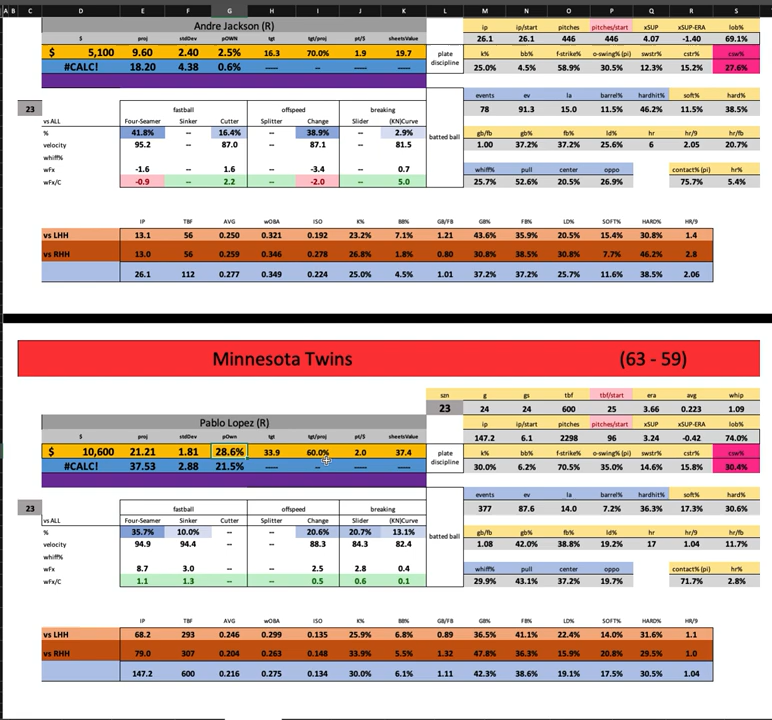 A B C D E F G H I J K L M N O P Q R S
Andre Jackson (R) ip ip/start pitches pitches/start xSUP xSUP-ERA lob%
$ proj stdDev pOWN tgt tgt/proj pt/$ sheetsValue 26.1 26.1 446 446 4.07 -1.40 69.1%
$ 5,100 9.60 2.40 2.5% 16.3 70.0% 1.9 19.7 plate discipline k% bb% f-strike% o-swing% (pi) swstr% cstr% csw%
#CALC! 18.20 4.38 0.6% ---- -- ---- ---- 25.0% 4.5% 58.9% 30.5% 12.3% 15.2% 27.6%
events ev la barrel% hardhit% soft% hard%
23 fastball offspeed breaking 78 91.3 15.0 11.5% 46.2% 11.5% 38.5%
vs ALL Four-Seamer Sinker Cutter Splitter Change Slider (KN)Curve
% 41.8% -- 16.4% -- 38.9% -- 2.9% batted ball gb/fb gb% fb% ld% hr hr/9 hr/fb
velocity 95.2 -- 87.0 -- 87.1 -- 81.5 1.00 37.2% 37.2% 25.6% 6 2.05 20.7%
whiff%
wFx -1.6 -- 1.6 -- -3.4 -- 0.7 whiff% pull center oppo contact% (pi) hr%
wFx/C -0.9 -- 2.2 -- -2.0 -- 5.0 25.7% 52.6% 20.5% 26.9% 75.7% 5.4%
IP TBF AVG wOBA ISO K% BB% GB/FB GB% FB% LD% SOFT% HARD% HR/9
vs LHH 13.1 56 0.250 0.321 0.192 23.2% 7.1% 1.21 43.6% 35.9% 20.5% 15.4% 30.8% 1.4
vs RHH 13.0 56 0.259 0.378 0.276 26.8% 1.8% 0.80 30.8% 38.5% 30.8% 7.7% 46.2% 2.8
26.1 112 0.277 0.349 0.224 25.0% 4.5% 1.01 37.2% 37.2% 25.7% 11.6% 38.5% 2.06
Minnesota Twins (63 - 59)
szn g gs tbf tbf/start era avg whip
23 24 24 600 25 3.66 0.223 1.09
Pablo Lopez (R) ip ip/start pitches pitches/start xSUP xSUP-ERA lob%
$ proj stdDev pOwn tgt tgt/proj pt/$ sheetsValue 147.2 6.1 2298 96 3.24 -0.42 74.0%
$ 10,600 21.21 1.81 28.6% 33.9 60.0% 2.0 37.4 plate discipline k% bb% f-strike% o-swing% (pi) swstr% cstr% csw%
#CALC! 37.53 2.88 21.5% ---- -- ---- ---- 30.0% 6.2% 70.5% 35.0% 14.6% 15.8% 30.4%
events ev la barrel% hardhit% soft% hard%
23 fastball offspeed breaking 377 87.6 14.0 7.2% 36.3% 17.3% 30.6%
vs ALL Four-Seamer Sinker Cutter Splitter Change Slider (KN)Curve
% 35.7% 10.0% -- -- 20.6% 20.7% 13.1% batted ball gb/fb gb% fb% ld% hr hr/9 hr/fb
velocity 94.9 94.4 -- -- 88.3 84.3 82.4 1.08 42.0% 38.8% 19.2% 17 1.04 11.7%
whiff%
wFx 8.7 3.0 -- -- 2.5 2.8 0.4 whiff% pull center oppo contact% (pi) hr%
wFx/C 1.1 1.3 -- -- 0.5 0.6 0.1 29.9% 43.1% 37.2% 19.7% 71.7% 2.8%
IP TBF AVG wOBA ISO K% BB% GB/FB GB% FB% LD% SOFT% HARD% HR/9
vs LHH 68.2 293 0.246 0.299 0.135 25.9% 6.8% 0.89 36.5% 41.1% 22.4% 14.0% 31.6% 1.1
vs RHH 79.0 307 0.204 0.263 0.148 33.9% 5.5% 1.32 47.8% 36.3% 15.9% 20.8% 29.5% 1.0
147.2 600 0.216 0.275 0.134 30.0% 6.1% 1.11 42.3% 38.6% 19.1% 17.5% 30.5% 1.04